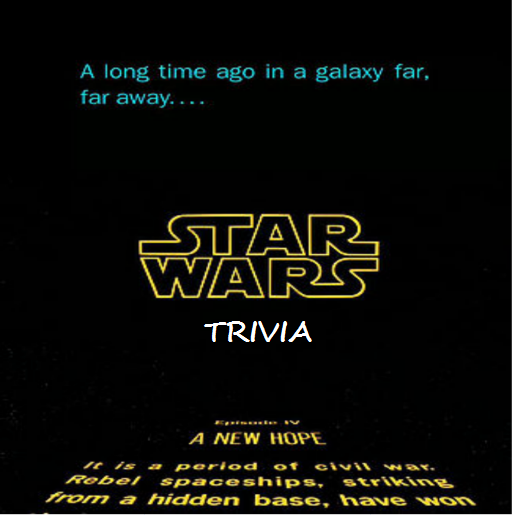 A long time ago in a galaxy far,
far away....
STAR
WARS
TRIVIA
Episode IV
A NEW HOPE
It is a period of civil war.
Rebel spaceships, striking
from a hidden base, have won